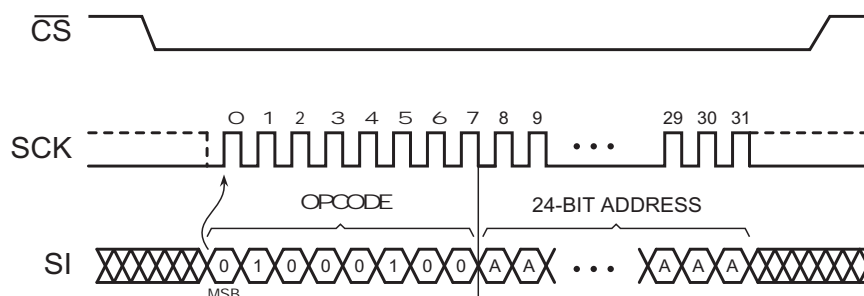 CS
0 1 2 3 4 5 6 7 8 9 29 30 31
SCK
OPCODE 24-BIT ADDRESS
SI 0 1 0 0 0 1 0 0 A A A A A
MSB